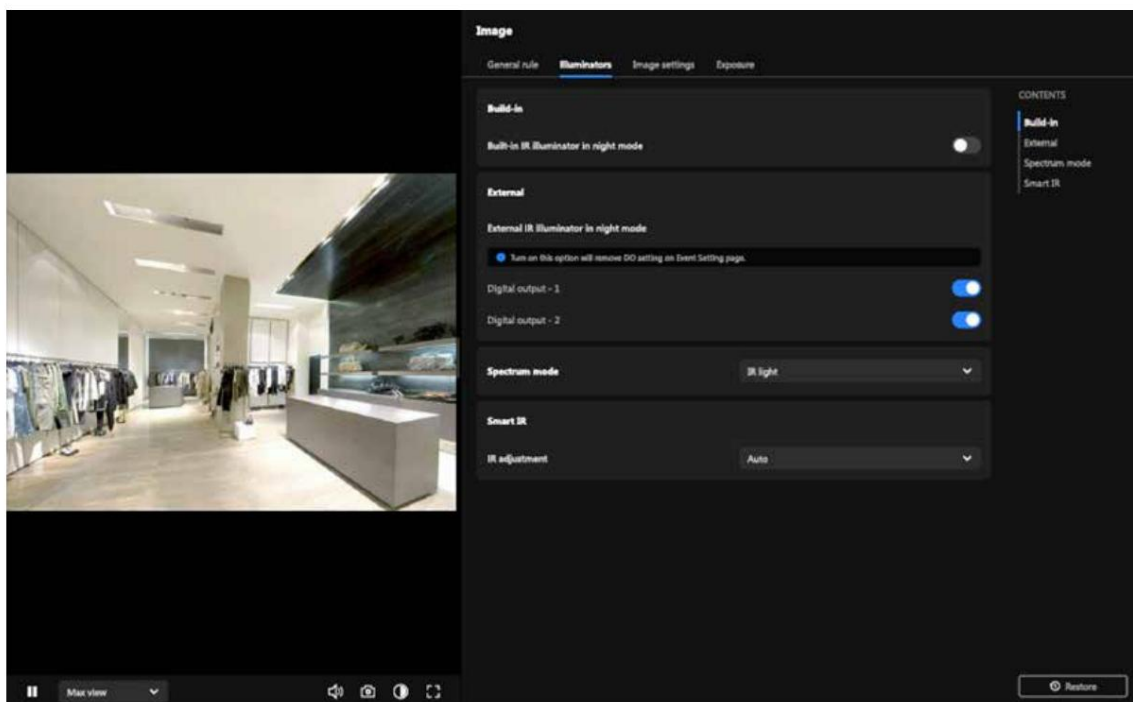 Image
General rule Illuminators Image settings Exposure
CONTENTS
Build-in
External
Spectrum mode
Smart IR
Build-in
Built-in IR illuminator in night mode
External
External IR illuminator in night mode
Turn on this option will remove DO setting on Event Setting page.
Digital output - 1
Digital output - 2
Spectrum mode IR light
Smart IR
IR adjustment Auto
Max view
Restore